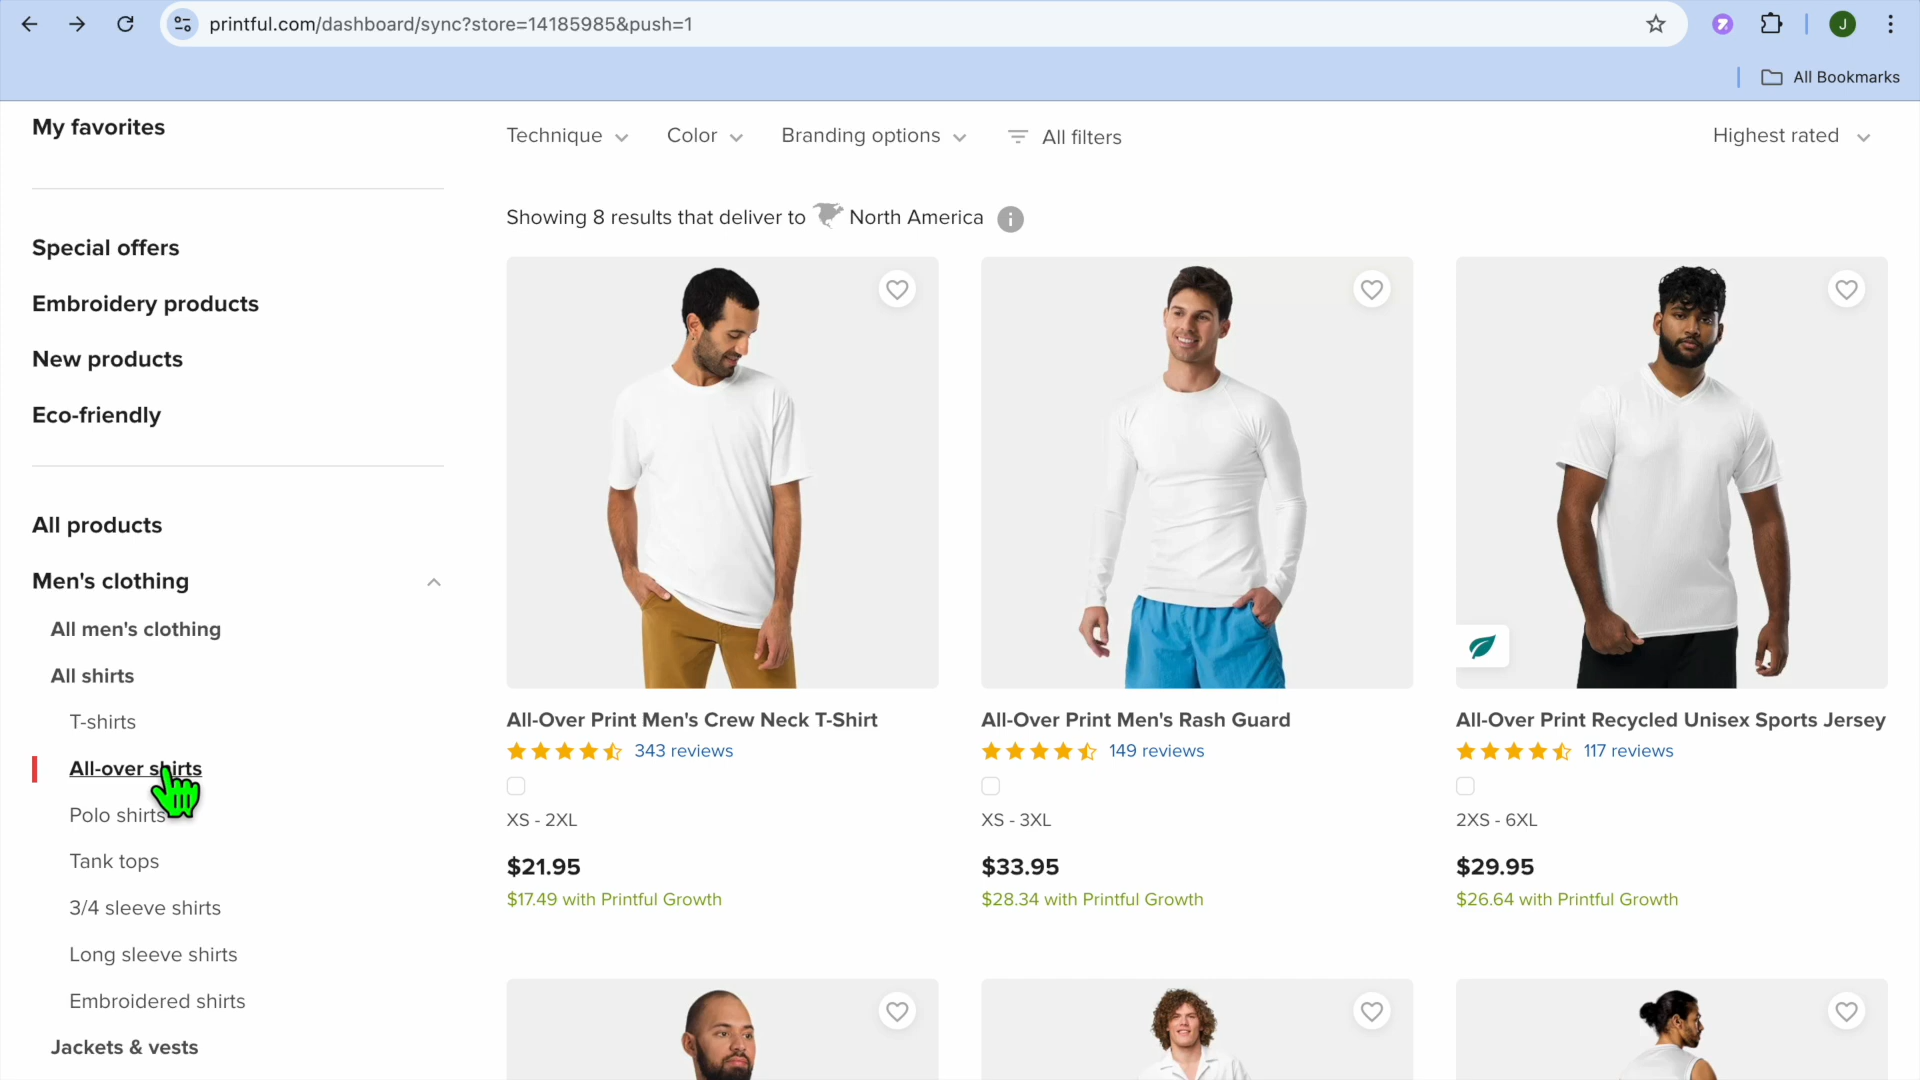 printful.com/dashboard/sync?store=14185985&push=1
J
All Bookmarks
My favorites
Special offers
Embroidery products
New products
Eco-friendly
All products
Men's clothing
All men's clothing
All shirts
T-shirts
All-over shirts
Polo shirts
Tank tops
3/4 sleeve shirts
Long sleeve shirts
Embroidered shirts
Jackets & vests
Technique
Color
Branding options
All filters
Highest rated
Showing 8 results that deliver to North America
All-Over Print Men's Crew Neck T-Shirt
343 reviews
XS - 2XL
$21.95
$17.49 with Printful Growth
All-Over Print Men's Rash Guard
149 reviews
XS - 3XL
$33.95
$28.34 with Printful Growth
All-Over Print Recycled Unisex Sports Jersey
117 reviews
2XS - 6XL
$29.95
$26.64 with Printful Growth